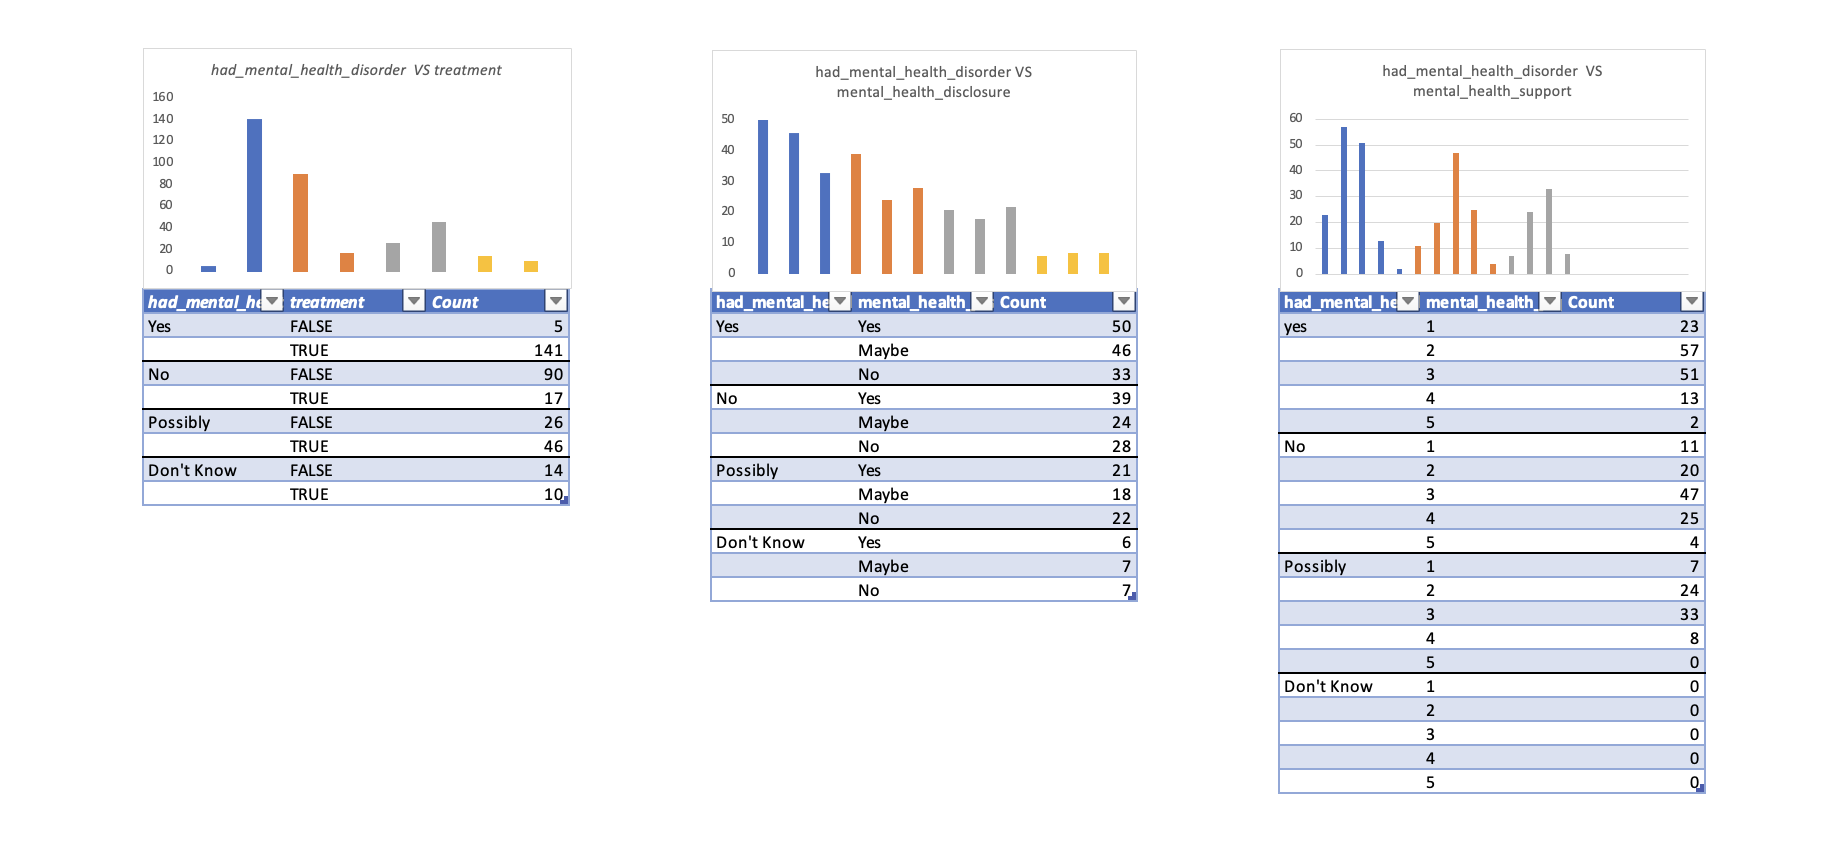 had_mental_health_disorder VS treatment
160
140
120
100
80
60
40
20
0
had_mental_he treatment Count
Yes FALSE 5
TRUE 141
No FALSE 90
TRUE 17
Possibly FALSE 26
TRUE 46
Don't Know FALSE 14
TRUE 10
had_mental_health_disorder VS
mental_health_disclosure
50
40
30
20
10
0
had_mental_he mental_health_ Count
Yes Yes 50
Maybe 46
No 33
No Yes 39
Maybe 24
No 28
Possibly Yes 21
Maybe 18
No 22
Don't Know Yes 6
Maybe 7
No 7
had_mental_health_disorder VS
mental_health_support
60
50
40
30
20
10
0
had_mental_he mental_health_ Count
yes 1 23
2 57
3 51
4 13
5 2
No 1 11
2 20
3 47
4 25
5 4
Possibly 1 7
2 24
3 33
4 8
5 0
Don't Know 1 0
2 0
3 0
4 0
5 0